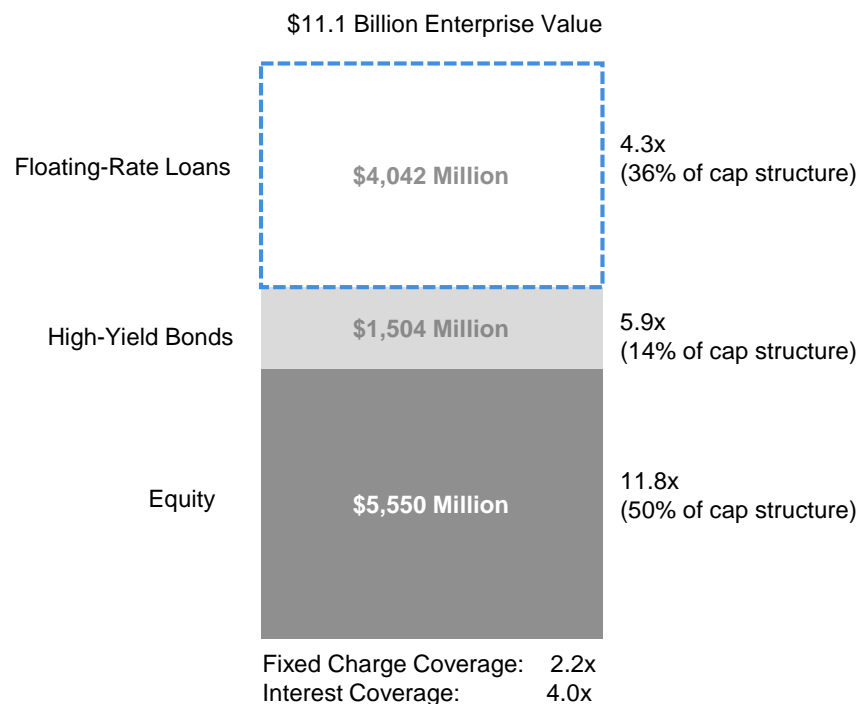 $11.1 Billion Enterprise Value
Floating-Rate Loans
$4,042 Million
4.3x
(36% of cap structure)
High-Yield Bonds
$1,504 Million
5.9x
(14% of cap structure)
Equity
$5,550 Million
11.8x
(50% of cap structure)
Fixed Charge Coverage: 2.2x
Interest Coverage: 4.0x